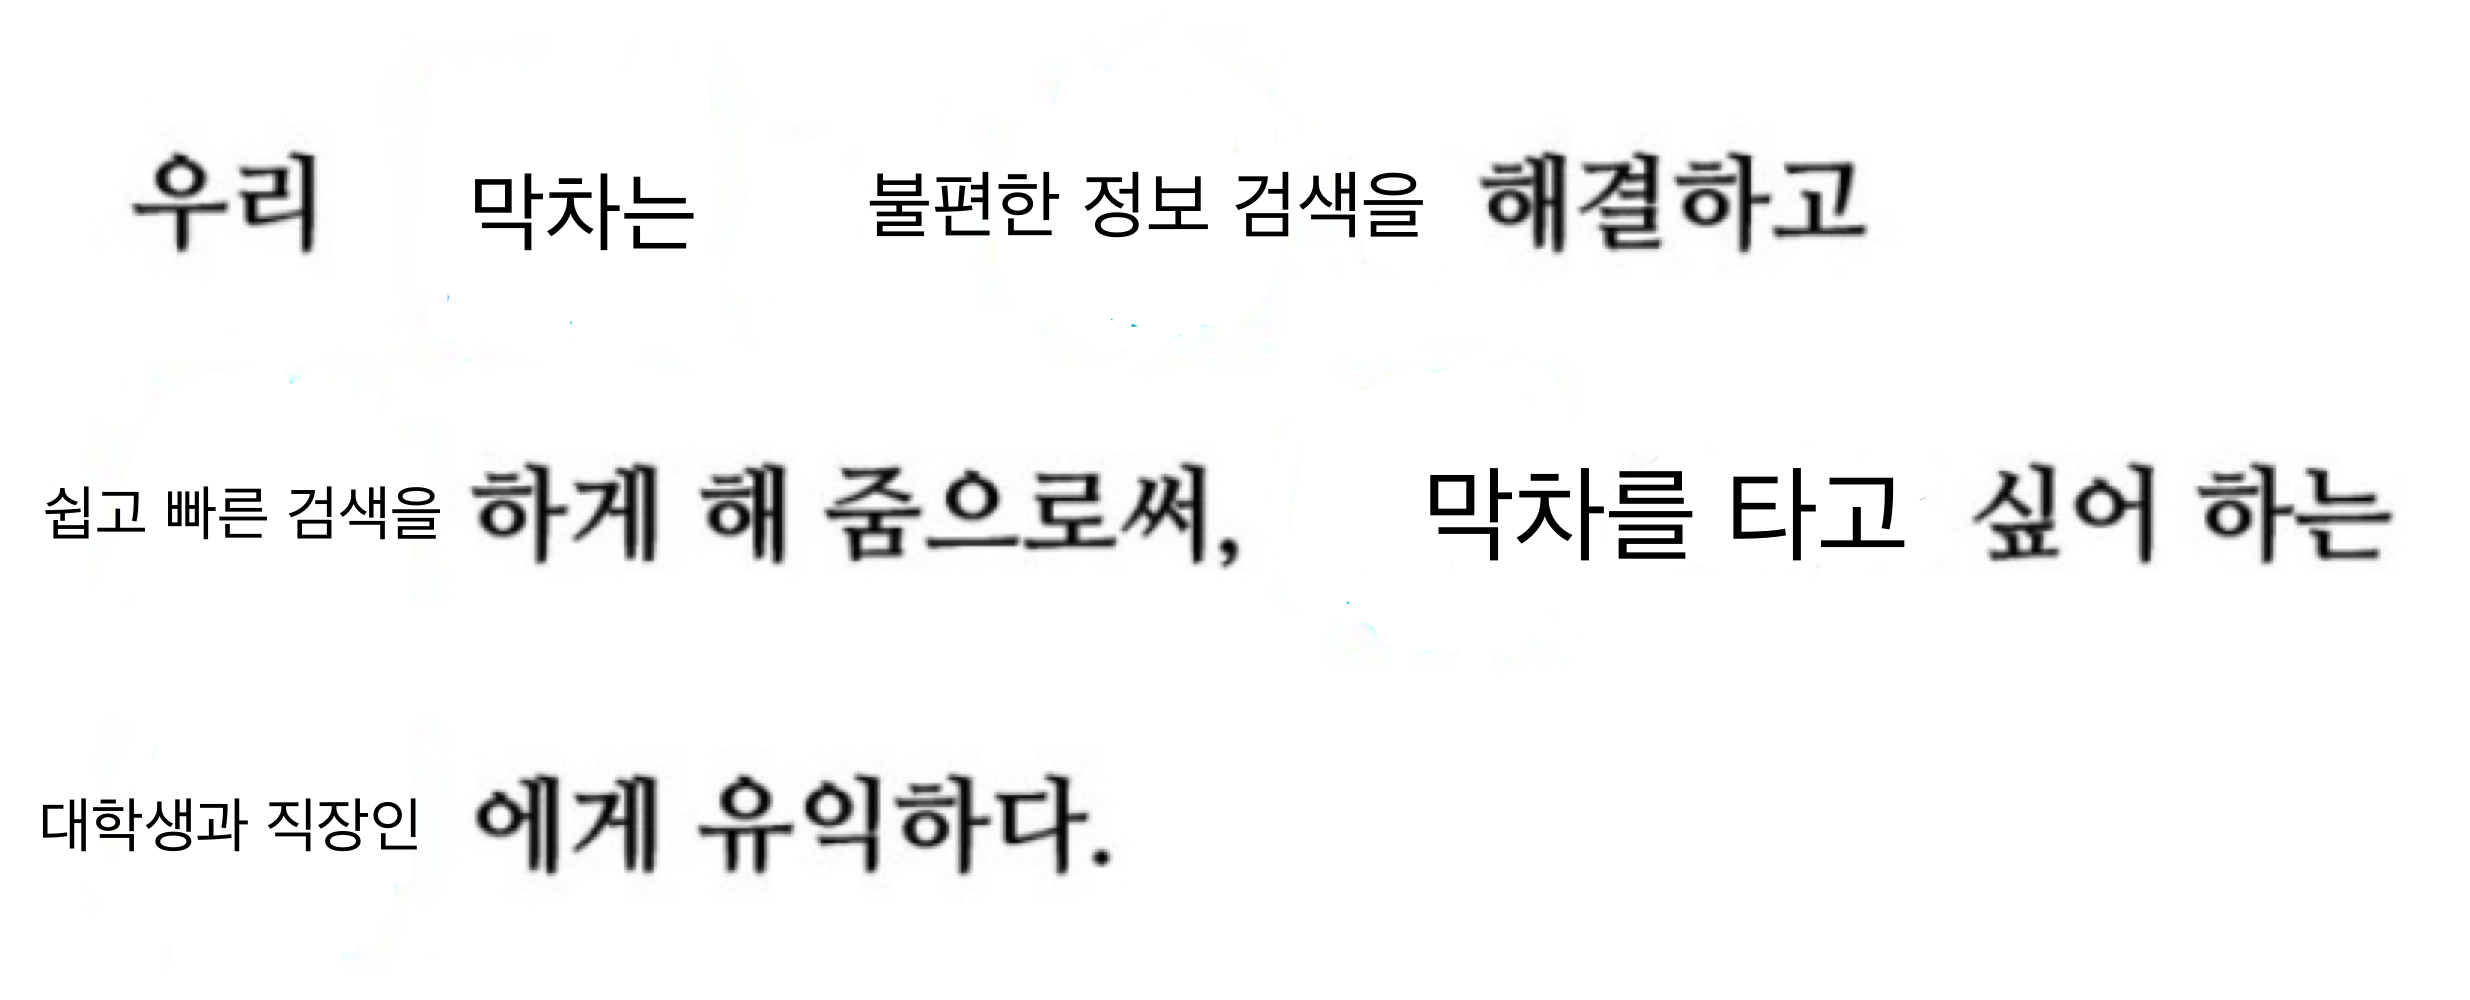 우리 막차는 불편한 정보 검색을 해결하고
쉽고 빠른 검색을 하게 해 줌으로써, 막차를 타고 싶어 하는
대학생과 직장인 에게 유익하다.